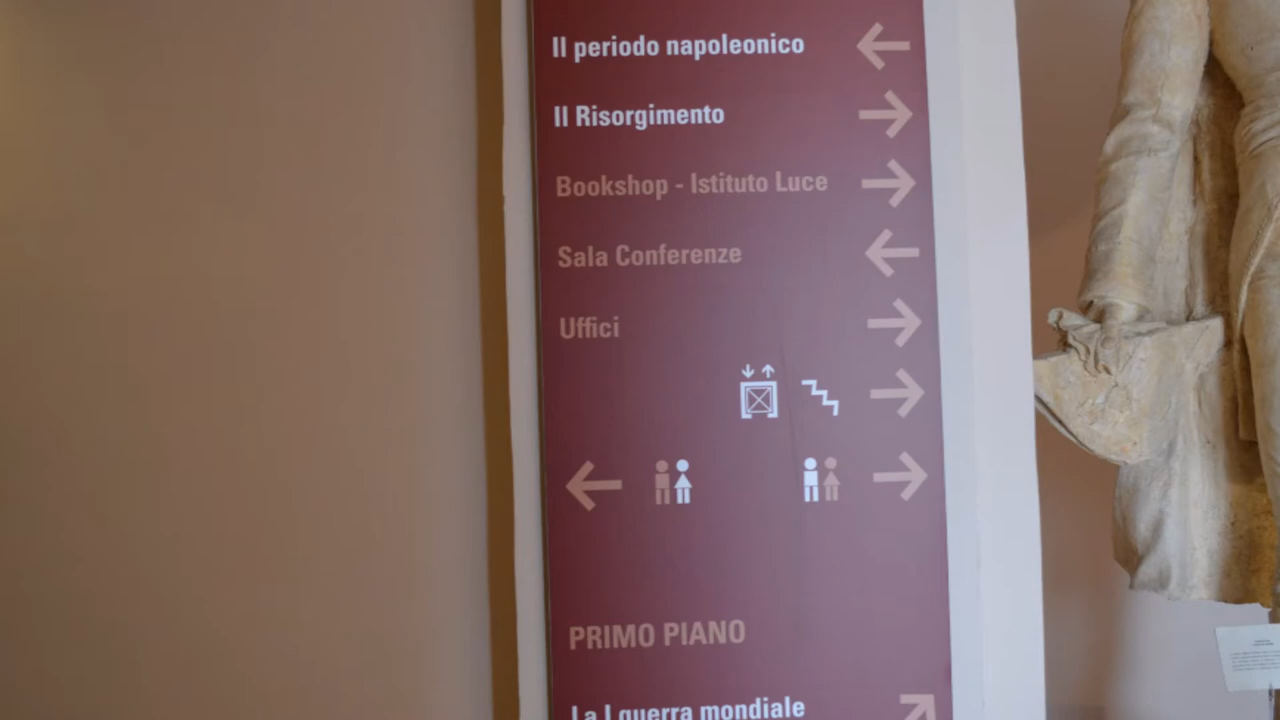 Il periodo napoleonico
Il Risorgimento
Bookshop - Istituto Luce
Sala Conferenze
Uffici
PRIMO PIANO
La I guerra mondiale